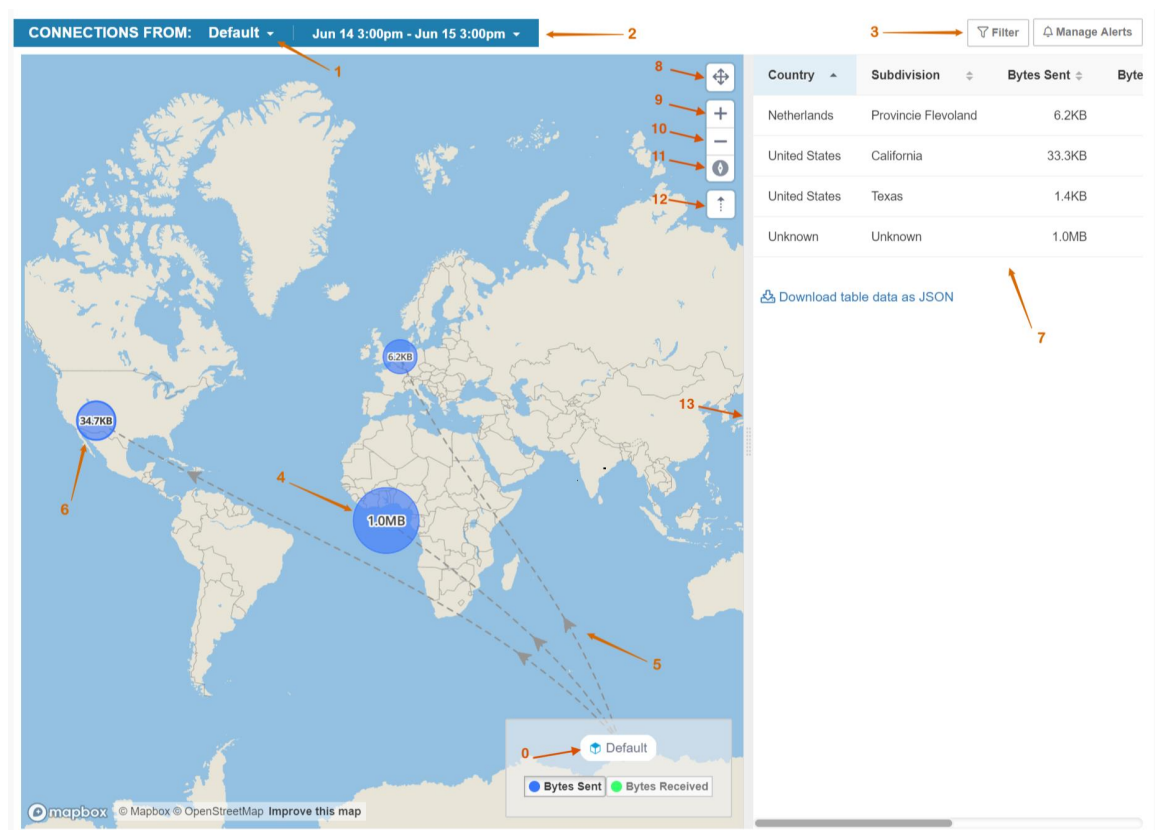 CONNECTIONS FROM: Default Jun 14 3:00pm - Jun 15 3:00pm 2
3 Filter Manage Alerts
1
8
9
10
11
12
Country Subdivision Bytes Sent Byte
Netherlands Provincie Flevoland 6.2KB
United States California 33.3KB
United States Texas 1.4KB
Unknown Unknown 1.0MB
Download table data as JSON
7
6.2KB
13
34.7KB
6
4
1.0MB
5
0 Default
Bytes Sent Bytes Received
mapbox © Mapbox © OpenStreetMap Improve this map